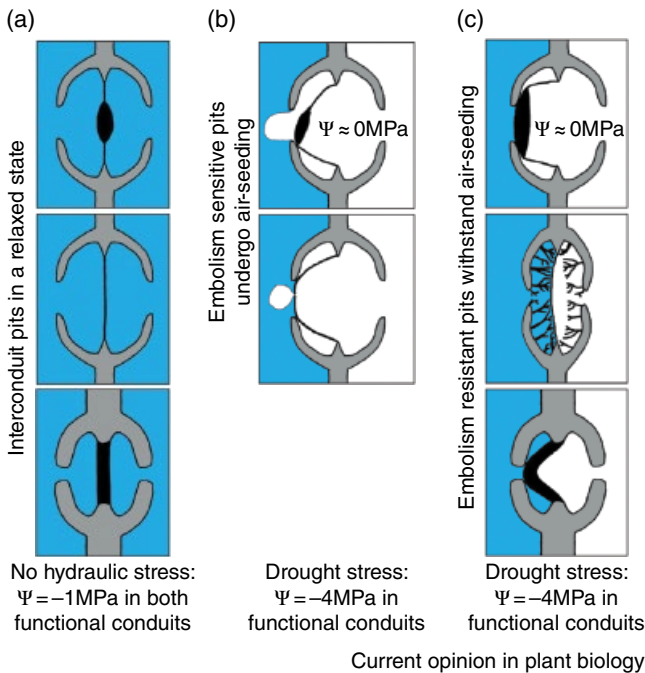 (a)
(b)
(c)
Interconduit pits in a relaxed state
Embolism sensitive pits
undergo air-seeding
Embolism resistant pits withstand air-seeding
Ψ ≈ 0MPa
Ψ ≈ 0MPa
No hydraulic stress:
Ψ = −1MPa in both
functional conduits
Drought stress:
Ψ = −4MPa in
functional conduits
Drought stress:
Ψ = −4MPa in
functional conduits
Current opinion in plant biology